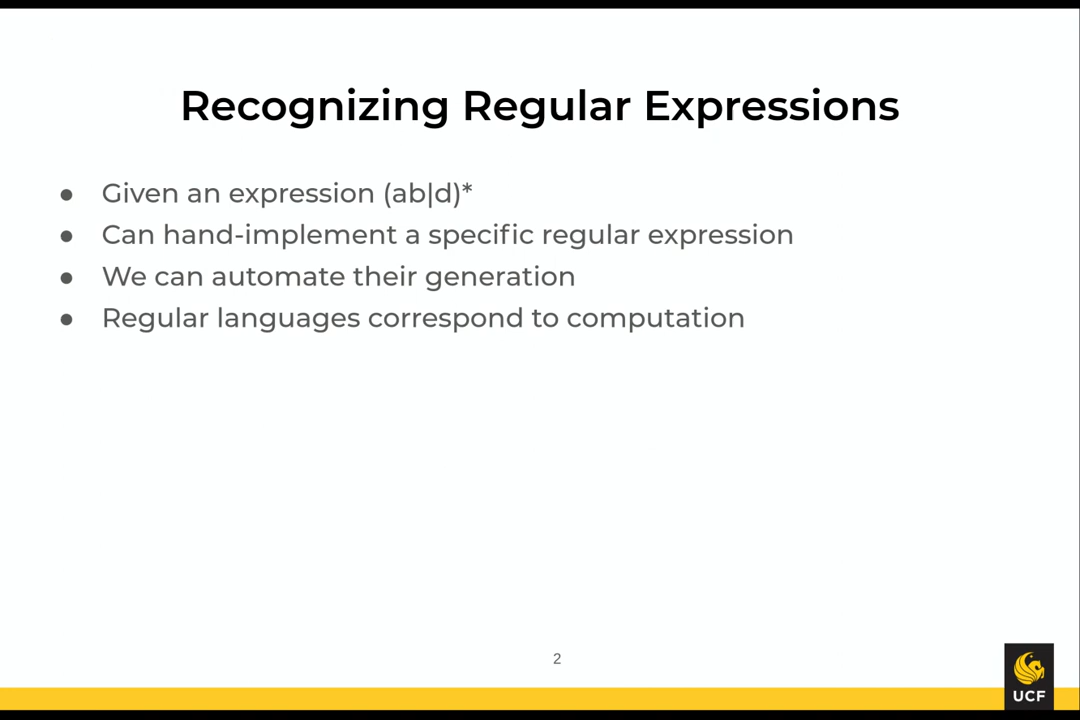 Recognizing Regular Expressions
● Given an expression (ab|d)*
● Can hand-implement a specific regular expression
● We can automate their generation
● Regular languages correspond to computation
2
UCF